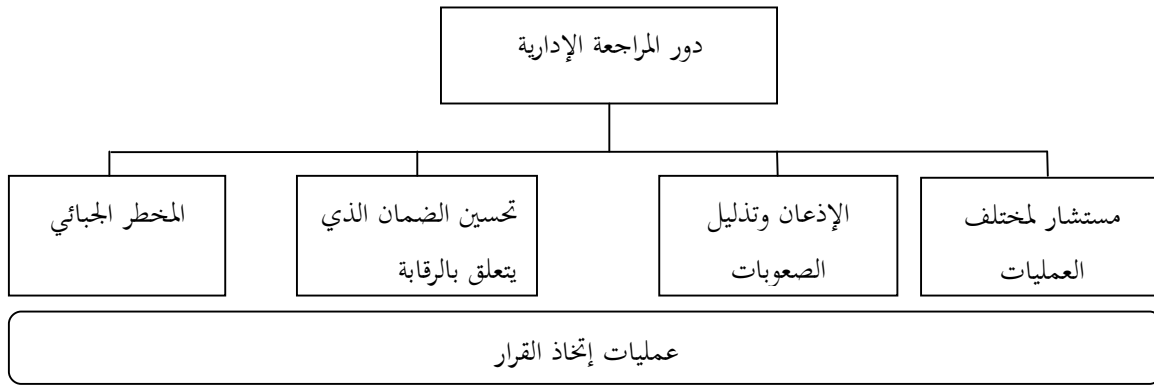 دور المراجعة الإدارية
مستشار لمختلف
العمليات
الإذعان وتذليل
الصعوبات
تحسين الضمان الذي
يتعلق بالرقابة
المخطر الجبائي
عمليات إتخاذ القرار